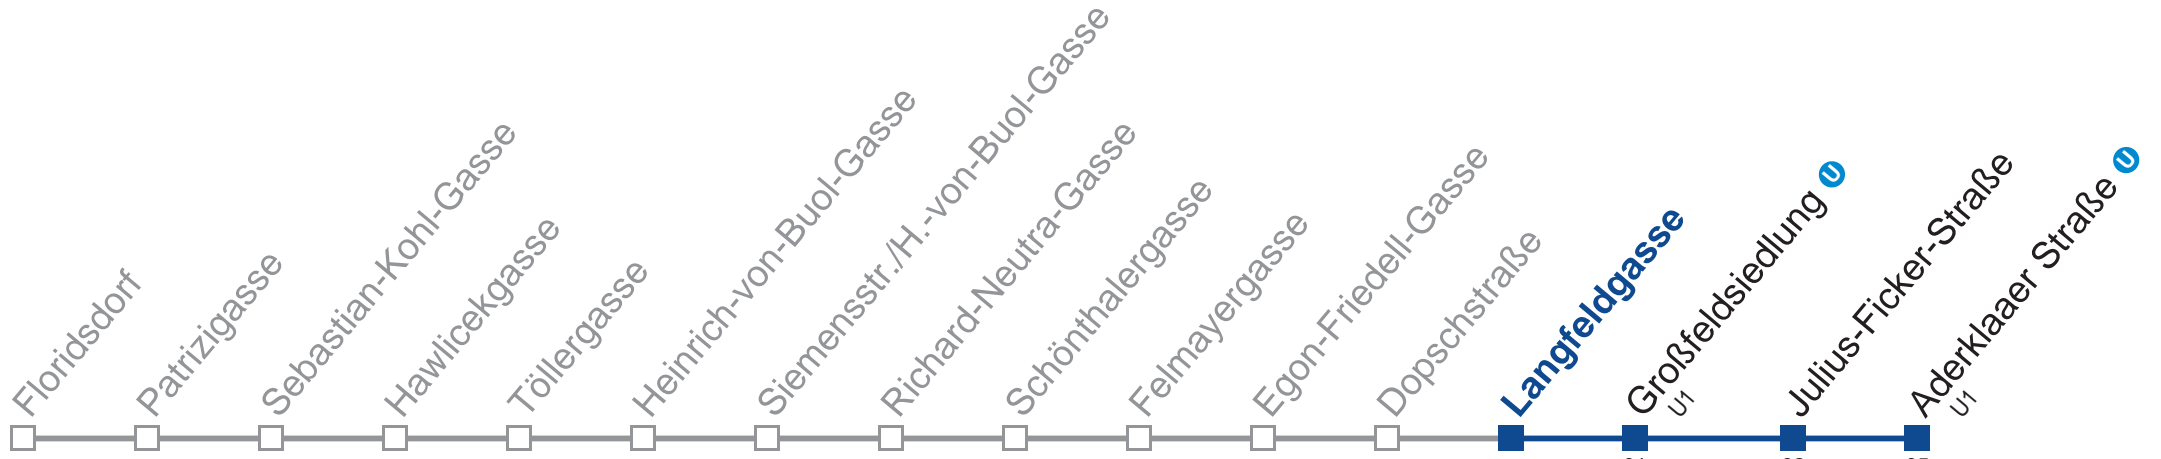 Floridsdorf
Patrizigasse
Sebastian-Kohl-Gasse
Hawlicekgasse
Töllergasse
Heinrich-von-Buol-Gasse
Siemensstr./H.-von-Buol-Gasse
Richard-Neutra-Gasse
Schönthalergasse
Felmayergasse
Egon-Friedell-Gasse
Dopschstraße
Langfeldgasse
Großfeldsiedlung U
U1
Julius-Ficker-Straße
Aderklaaer Straße U
U1